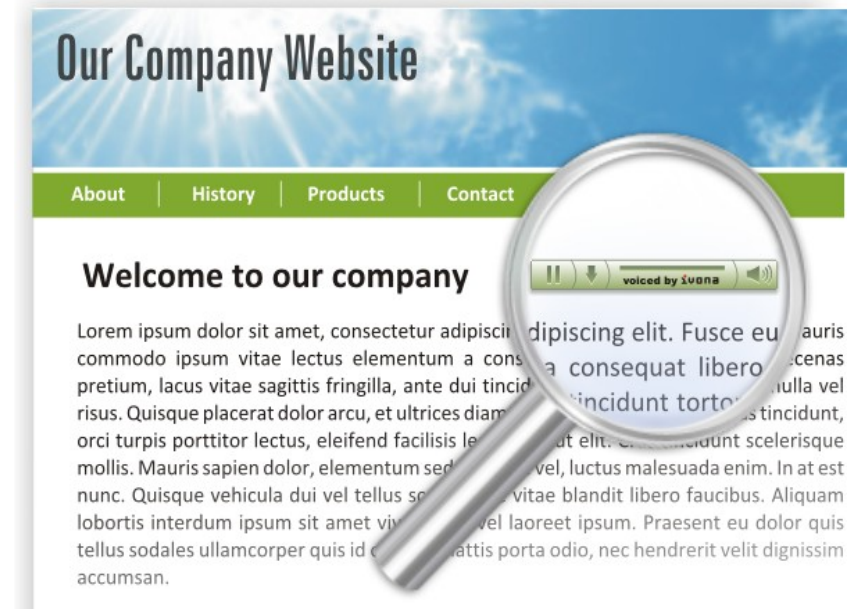 Our Company Website
About
History
Products
Contact
Welcome to our company
voiced by ivona
Lorem ipsum dolor sit amet, consectetur adipiscin dipiscing elit. Fusce eu auris
commodo ipsum vitae lectus elementum a cons a consequat libero cenas
pretium, lacus vitae sagittis fringilla, ante dui tincid tincidunt torto nulla vel
risus. Quisque placerat dolor arcu, et ultrices diam tincidunt,
orci turpis porttitor lectus, eleifend facilisis ut elit. tincidunt scelerisque
mollis. Mauris sapien dolor, elementum sed vel, luctus malesuada enim. In at est
nunc. Quisque vehicula dui vel tellus vitae blandit libero faucibus. Aliquam
lobortis interdum ipsum sit amet vel laoreet ipsum. Praesent eu dolor quis
tellus sodales ullamcorper quis id mattis porta odio, nec hendrerit velit dignissim
accumsan.